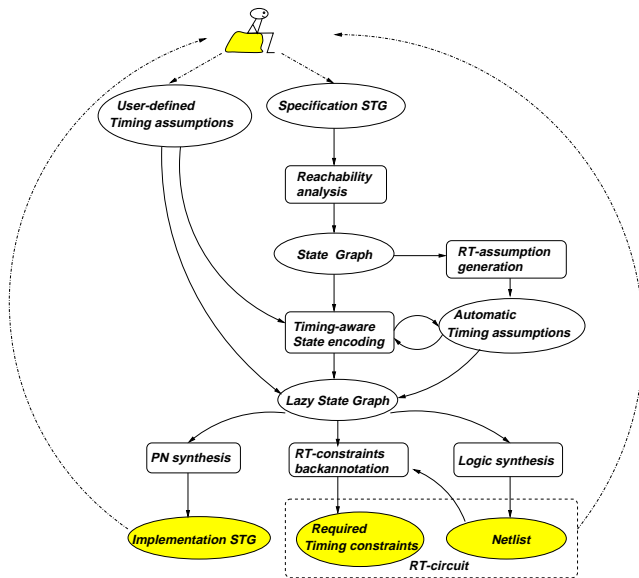 User-defined
Timing assumptions
Specification STG
Reachability
analysis
State Graph
RT-assumption
generation
Timing-aware
State encoding
Automatic
Timing assumptions
Lazy State Graph
PN synthesis
RT-constraints
backannotation
Logic synthesis
Implementation STG
Required
Timing constraints
Netlist
RT-circuit